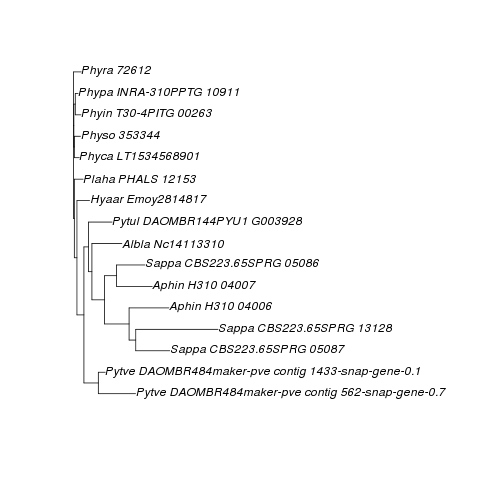 Phyra 72612
Phypa INRA-310PPTG 10911
Phyin T30-4PITG 00263
Physo 353344
Phyca LT1534568901
Plaha PHALS 12153
Hyaar Emoy2814817
Pytul DAOMBR144PYU1 G003928
Albla Nc14113310
Sappa CBS223.65SPRG 05086
Aphin H310 04007
Aphin H310 04006
Sappa CBS223.65SPRG 13128
Sappa CBS223.65SPRG 05087
Pytve DAOMBR484maker-pve contig 1433-snap-gene-0.1
Pytve DAOMBR484maker-pve contig 562-snap-gene-0.7